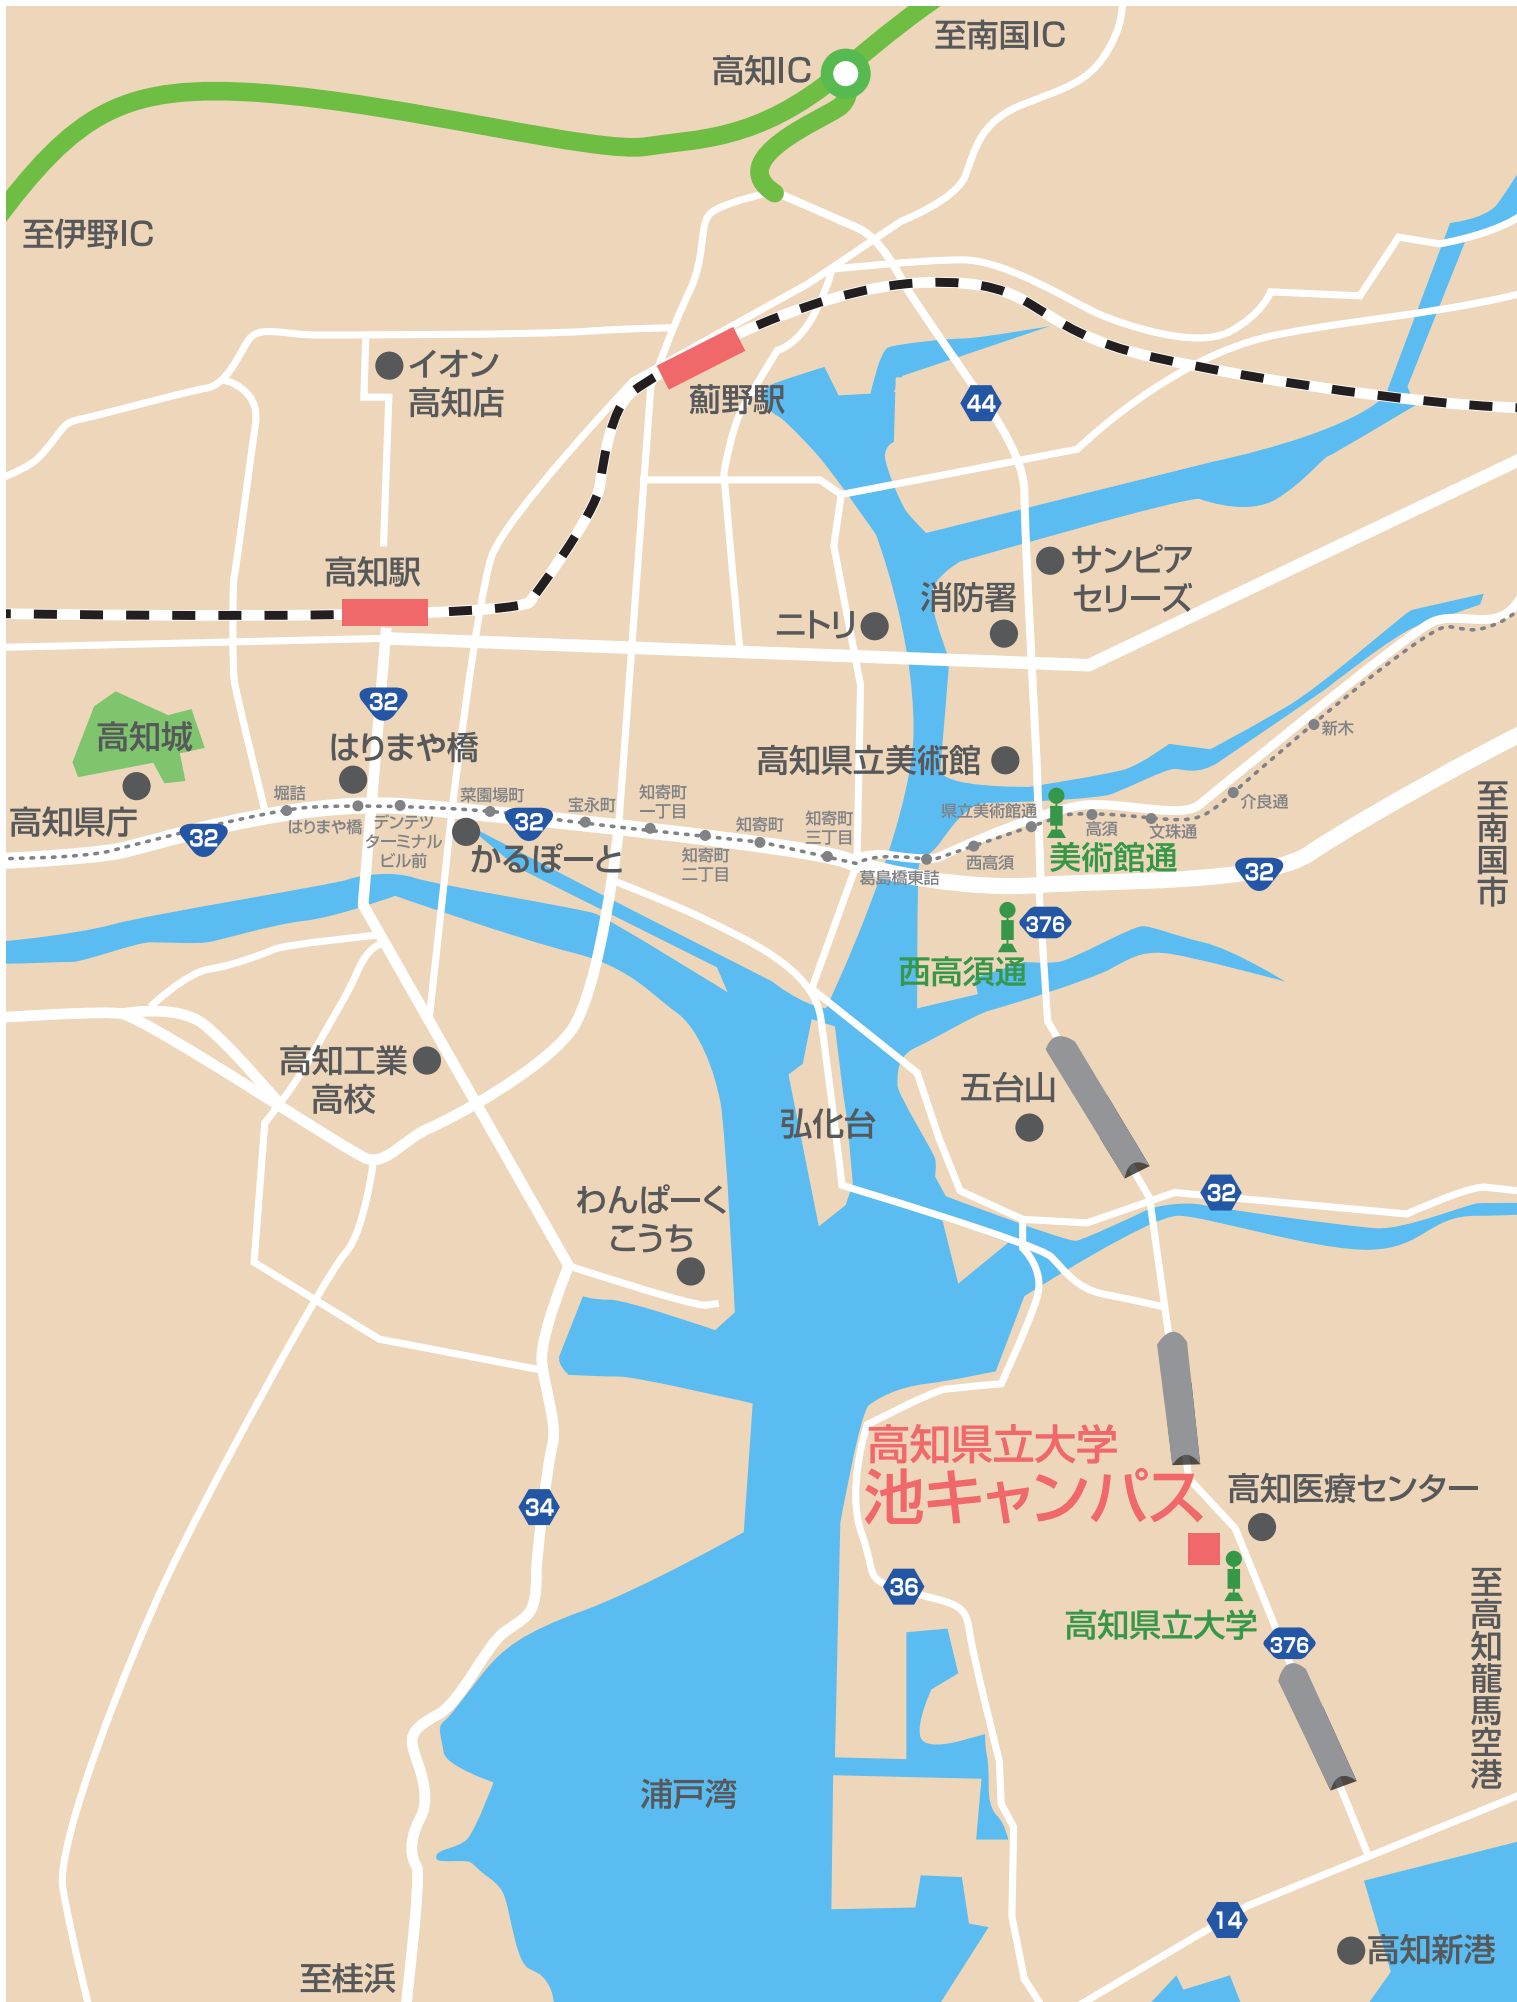 至南国IC
高知IC
至伊野IC
イオン
高知店
薊野駅
44
高知駅
サンピア
セリーズ
消防署
ニトリ
32
高知城
はりまや橋
高知県立美術館
新木
高知県庁
堀詰
菜園場町
宝永町
知寄町
一丁目
介良通
至南国市
はりまや橋
デンテツ
ターミナル
ビル前
32
32
知寄町
知寄町
三丁目
県立美術館通
高須
文珠通
かるぽーと
知寄町
二丁目
葛島橋東詰
西高須
美術館通
32
376
西高須通
高知工業
高校
五台山
弘化台
32
わんぱーく
こうち
高知県立大学
池キャンパス
高知医療センター
34
36
高知県立大学
376
至高知龍馬空港
浦戸湾
14
高知新港
至桂浜